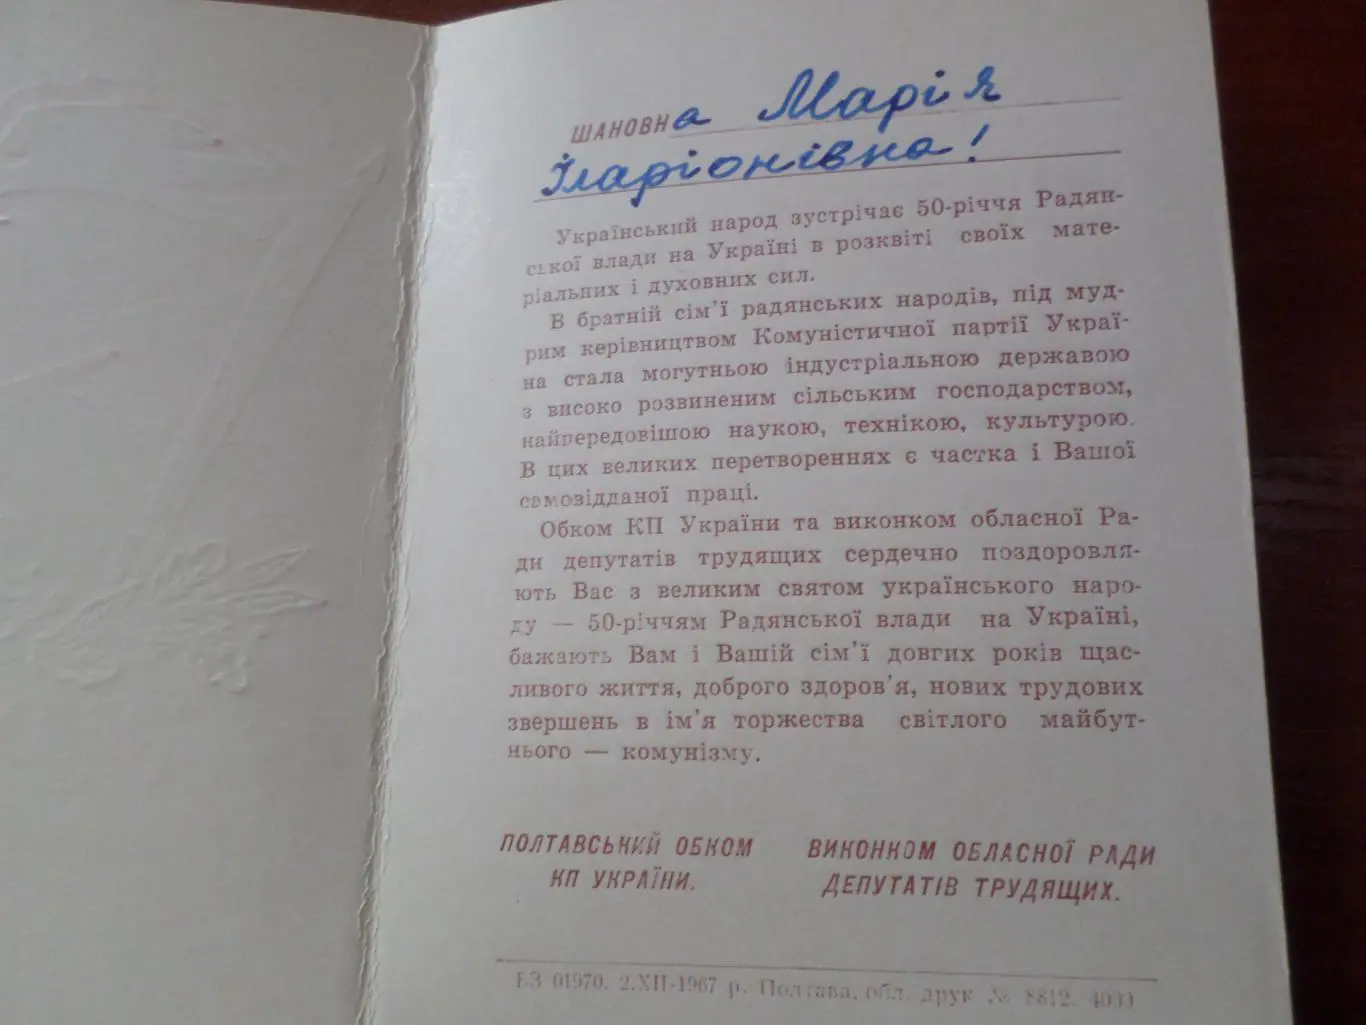 ШАНОВНа Марія
Іларіонівна!
Український народ зустрічає 50-річчя Радян-
ської влади на Україні в розквіті своїх мате-
ріальних і духовних сил.
В братній сім'ї радянських народів, під муд-
рим керівництвом Комуністичної партії Украї-
на стала могутньою індустріальною державою
з високо розвиненим сільським господарством,
найпередовішою наукою, технікою, культурою.
В цих великих перетвореннях є частка і Вашої
самовідданої праці.
Обком КП України та виконком обласної Ра-
ди депутатів трудящих сердечно поздоровля-
ють Вас з великим святом українського наро-
ду — 50-річчям Радянської влади на Україні,
бажають Вам і Вашій сім'ї довгих років щас-
ливого життя, доброго здоров'я, нових трудових
звершень в ім'я торжества світлого майбут-
нього — комунізму.
ПОЛТАВСЬКИЙ ОБКОМ
КП УКРАЇНИ.
ВИКОНКОМ ОБЛАСНОЇ РАДИ
ДЕПУТАТІВ ТРУДЯЩИХ.
БЗ 01970. 2.XII-1967 р. Полтава, обл. друк № 8812.